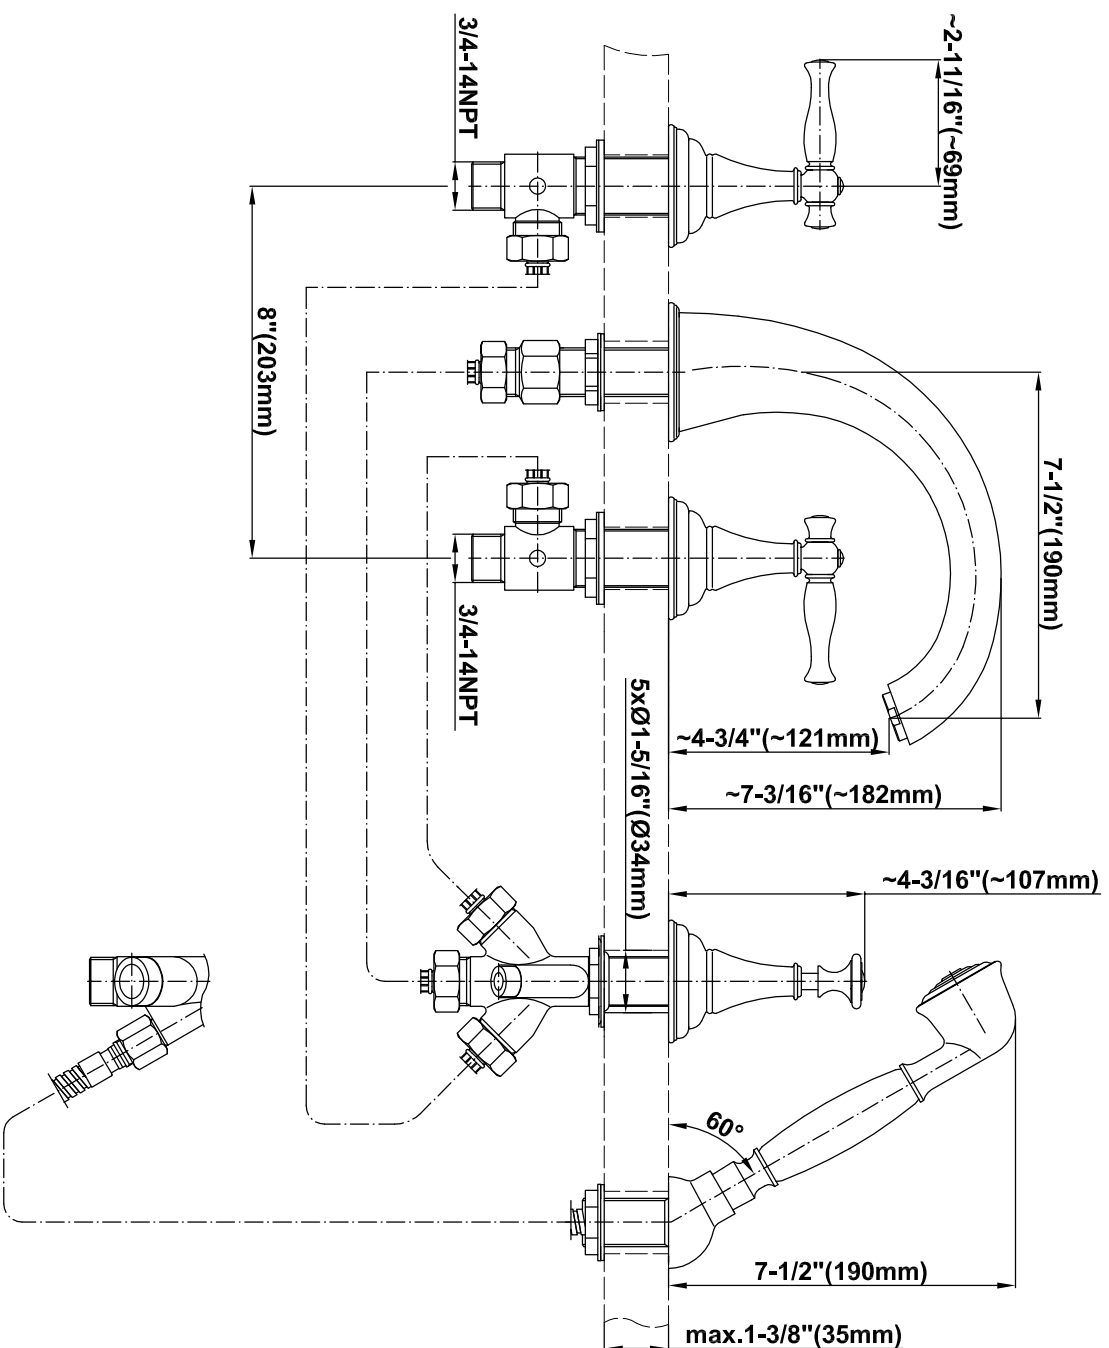 ~2-11/16"(~69mm)
3/4-14NPT
8"(203mm)
7-1/2"(190mm)
3/4-14NPT
5xØ1-5/16"(Ø34mm)
~4-3/4"(~121mm)
~7-3/16"(~182mm)
~4-3/16"(~107mm)
60°
7-1/2"(190mm)
max.1-3/8"(35mm)